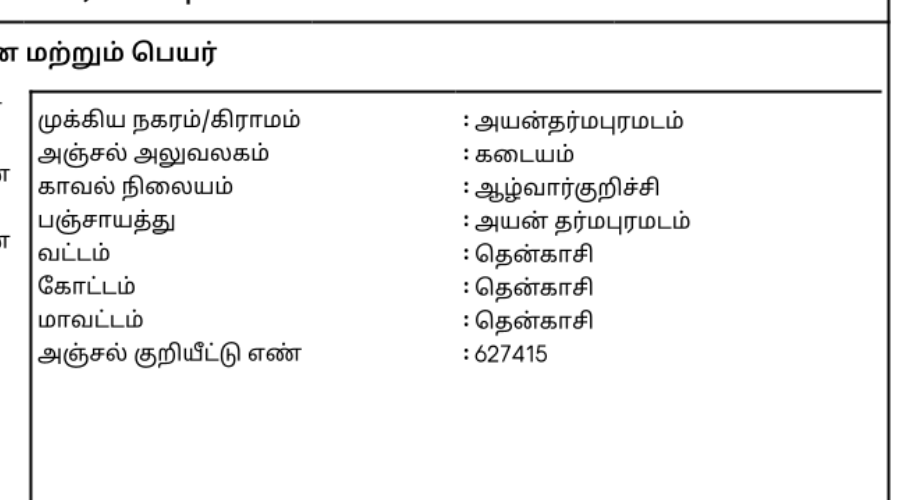 மற்றும் பெயர்
முக்கிய நகரம்/கிராமம் : அயன்தர்மபுரமடம்
அஞ்சல் அலுவலகம் : கடையம்
காவல் நிலையம் : ஆழ்வார்குறிச்சி
பஞ்சாயத்து : அயன் தர்மபுரமடம்
வட்டம் : தென்காசி
கோட்டம் : தென்காசி
மாவட்டம் : தென்காசி
அஞ்சல் குறியீட்டு எண் : 627415